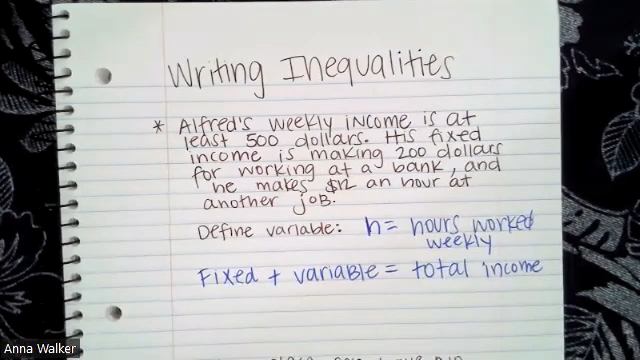 Writing Inequalities
* Alfred's weekly income is at
least 500 dollars. His fixed
income is making 200 dollars
for working at a bank, and
he makes $12 an hour at
another job.
Define variable: h = hours worked
weekly
Fixed + variable = total income
Anna Walker